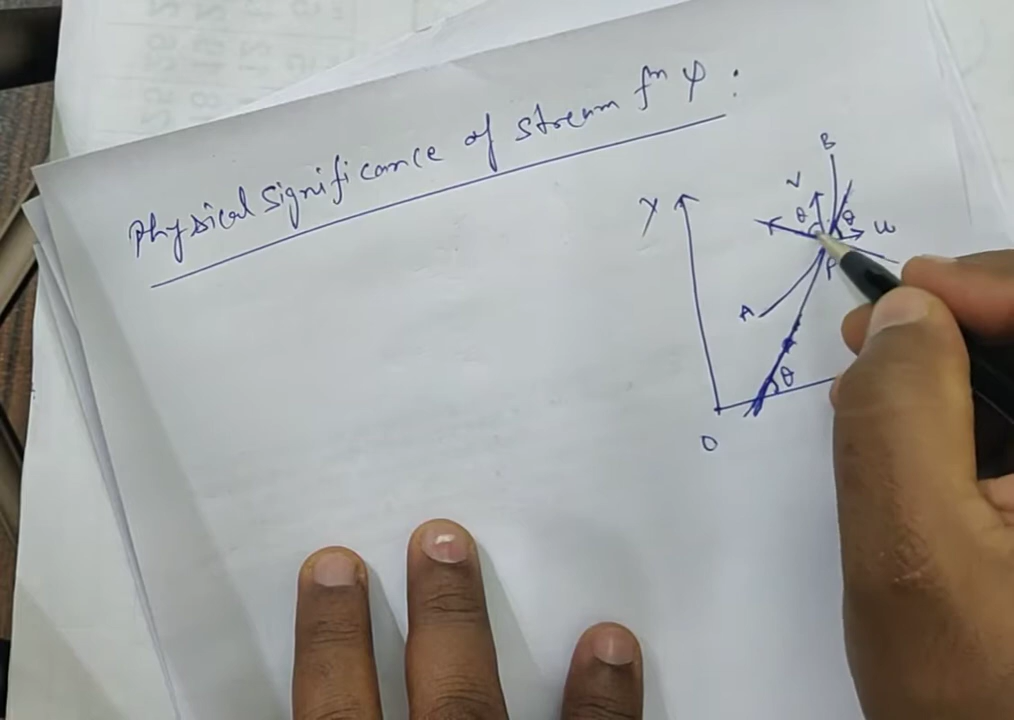 Physical significance of stream fn ψ :
B
Y
v
θ
θ
u
P
A
θ
O